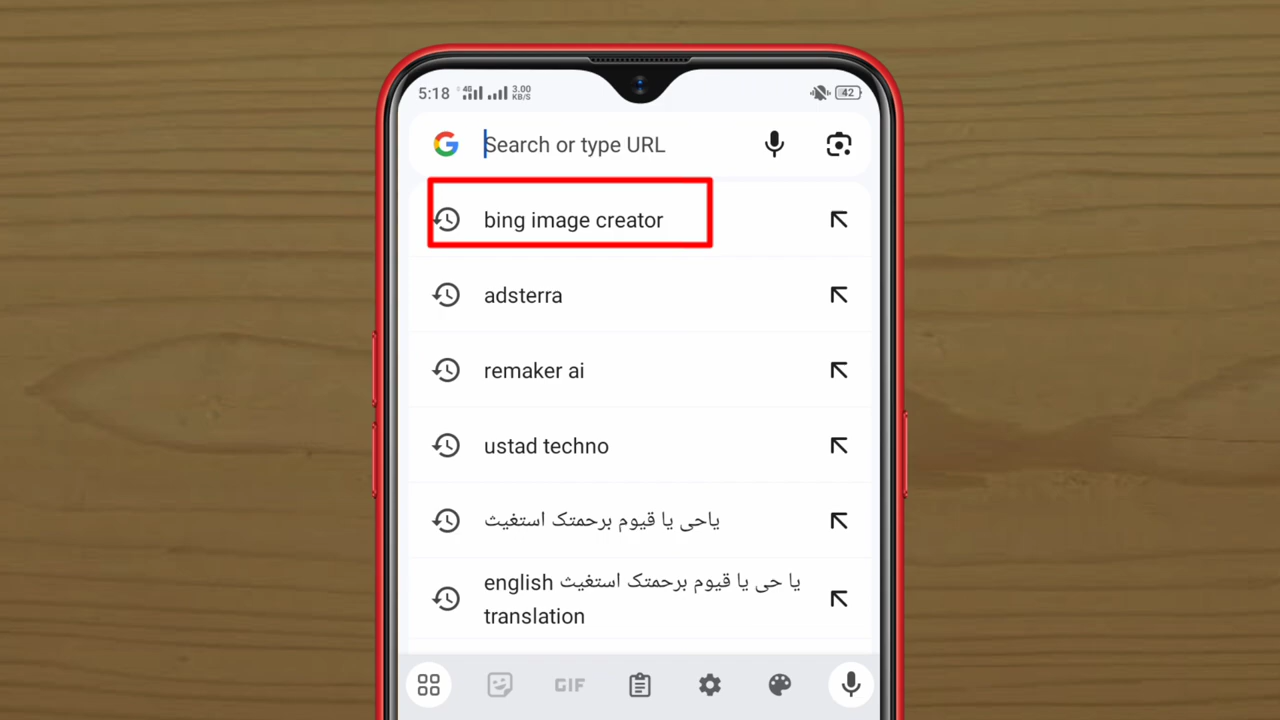 5:18 4G 3.00 KB/S 42
Search or type URL
bing image creator
adsterra
remaker ai
ustad techno
یاحی یا قیوم برحمتک استغیث
یا حی یا قیوم برحمتک استغیث english
translation
GIF